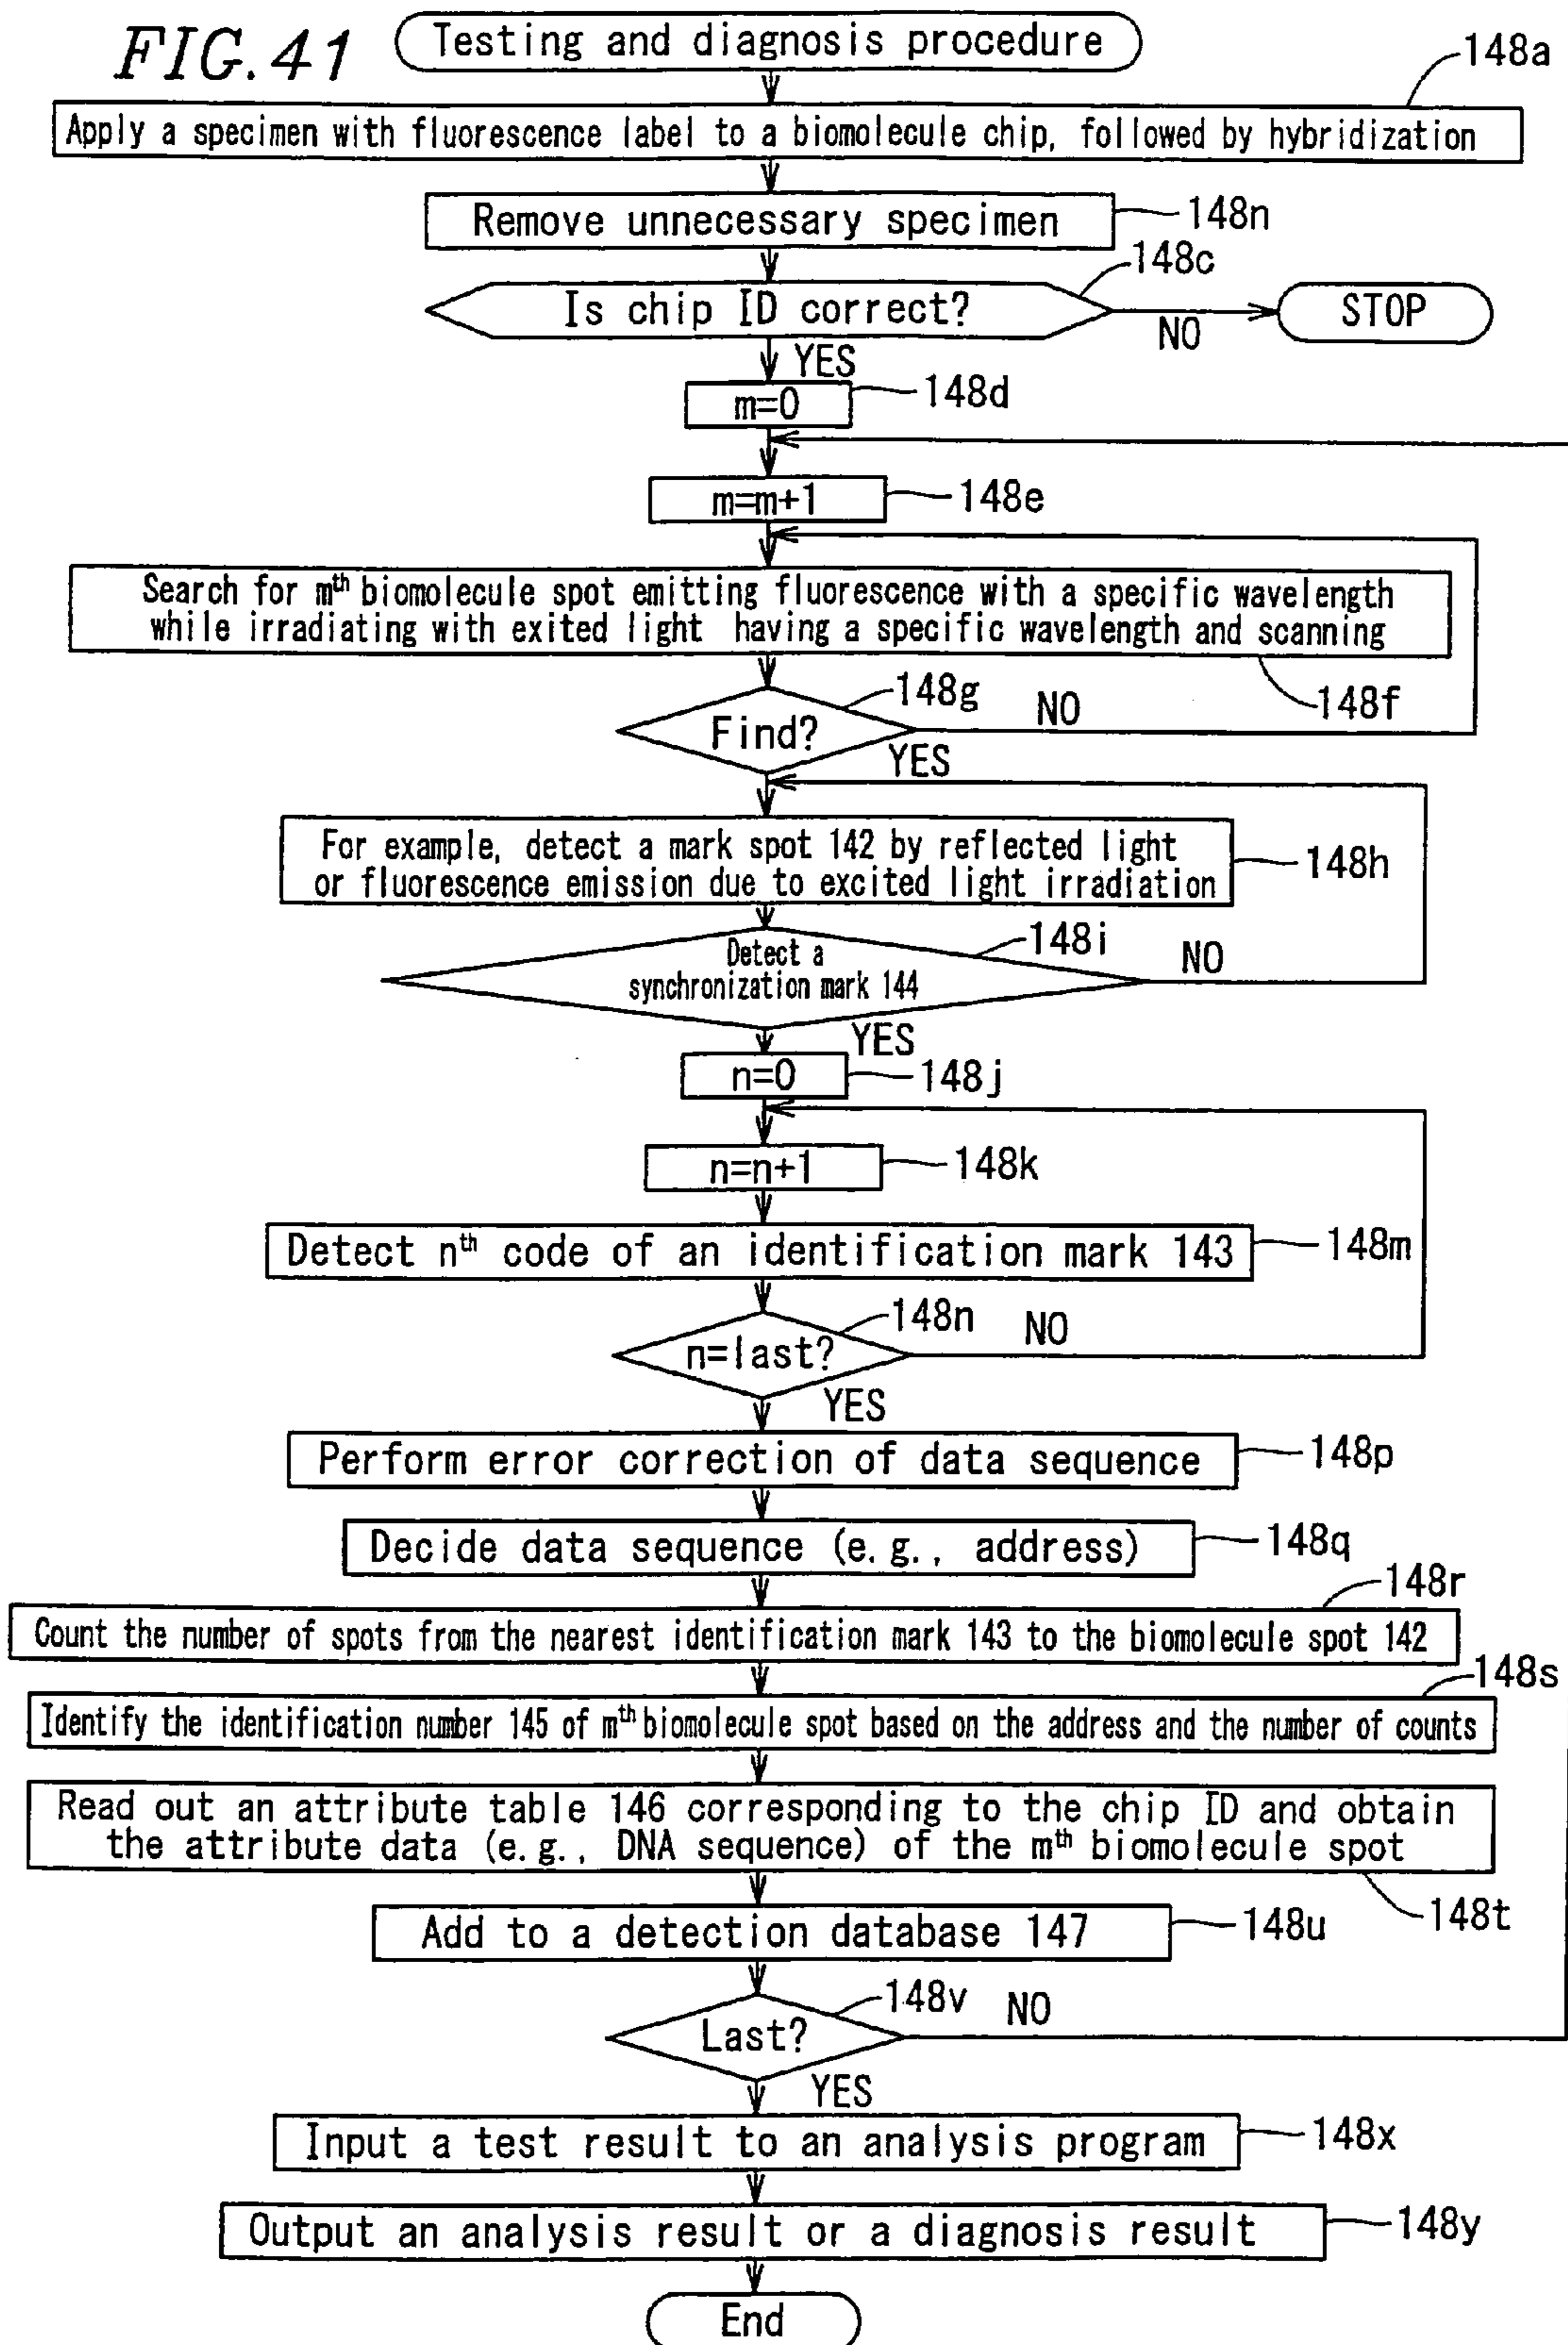 FIG.41
Testing and diagnosis procedure
148a
Apply a specimen with fluorescence label to a biomolecule chip, followed by hybridization
Remove unnecessary specimen
148n
148c
Is chip ID correct?
NO
STOP
YES
m=0
148d
m=m+1
148e
Search for mth biomolecule spot emitting fluorescence with a specific wavelength
while irradiating with exited light having a specific wavelength and scanning
148f
148g
Find?
NO
YES
For example, detect a mark spot 142 by reflected light
or fluorescence emission due to excited light irradiation
148h
148i
Detect a
synchronization mark 144
NO
YES
n=0
148j
n=n+1
148k
Detect nth code of an identification mark 143
148m
148n
n=last?
NO
YES
Perform error correction of data sequence
148p
Decide data sequence (e.g., address)
148q
148r
Count the number of spots from the nearest identification mark 143 to the biomolecule spot 142
148s
Identify the identification number 145 of mth biomolecule spot based on the address and the number of counts
Read out an attribute table 146 corresponding to the chip ID and obtain
the attribute data (e.g., DNA sequence) of the mth biomolecule spot
148t
Add to a detection database 147
148u
148v
Last?
NO
YES
Input a test result to an analysis program
148x
Output an analysis result or a diagnosis result
148y
End